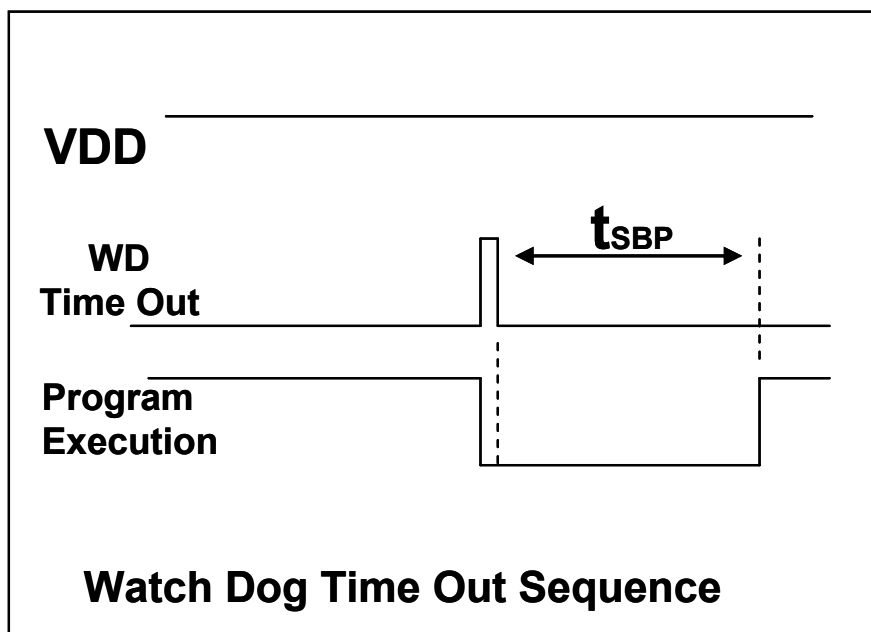 VDD
tSBP
WD
Time Out
Program
Execution
Watch Dog Time Out Sequence